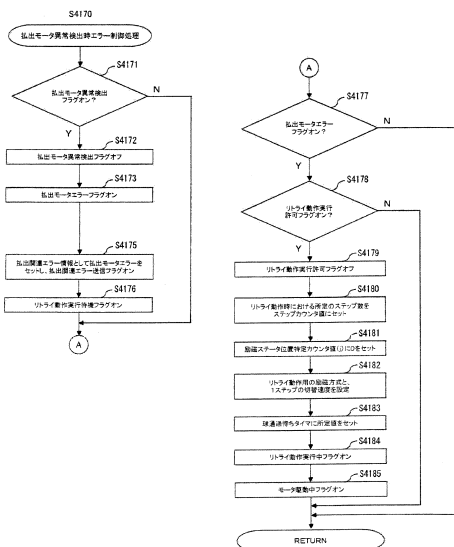 S4170
払出モータ異常検出時エラー制御処理
S4171
払出モータ異常検出
フラグオン？
N
Y
S4172
払出モータ異常検出フラグオフ
S4173
払出モータエラーフラグオン
S4175
払出関連エラー情報として払出モータエラーを
セットし、払出関連エラー送信フラグオン
S4176
リトライ動作実行待機フラグオン
A
A
S4177
払出モータエラー
フラグオン？
N
Y
S4178
リトライ動作実行
許可フラグオン？
N
Y
S4179
リトライ動作実行許可フラグオフ
S4180
リトライ動作時における所定のステップ数を
ステップカウンタ値にセット
S4181
励磁ステータ位置特定カウンタ値(j)に0をセット
S4182
リトライ動作用の励磁方式と、
1ステップの切替速度を設定
S4183
球通過待ちタイマに所定値をセット
S4184
リトライ動作実行中フラグオン
S4185
モータ駆動中フラグオン
RETURN